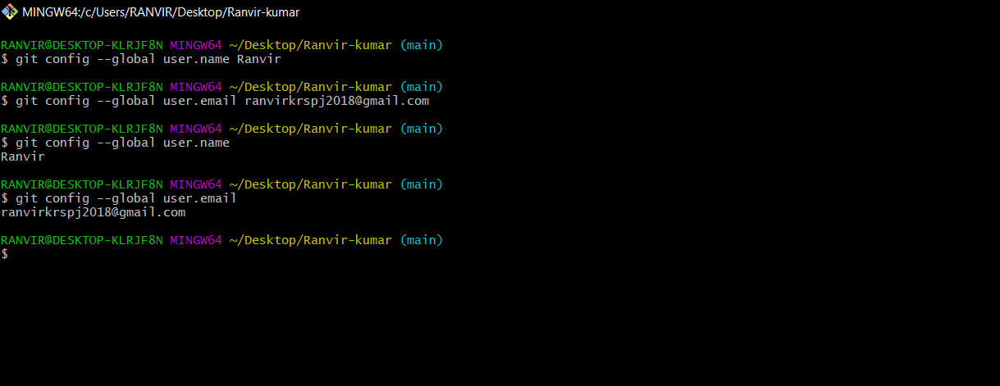 MINGW64:/c/Users/RANVIR/Desktop/Ranvir-kumar
RANVIR@DESKTOP-KLRJF8N MINGW64 ~/Desktop/Ranvir-kumar (main)
$ git config --global user.name Ranvir
RANVIR@DESKTOP-KLRJF8N MINGW64 ~/Desktop/Ranvir-kumar (main)
$ git config --global user.email ranvirkrspj2018@gmail.com
RANVIR@DESKTOP-KLRJF8N MINGW64 ~/Desktop/Ranvir-kumar (main)
$ git config --global user.name
Ranvir
RANVIR@DESKTOP-KLRJF8N MINGW64 ~/Desktop/Ranvir-kumar (main)
$ git config --global user.email
ranvirkrspj2018@gmail.com
RANVIR@DESKTOP-KLRJF8N MINGW64 ~/Desktop/Ranvir-kumar (main)
$